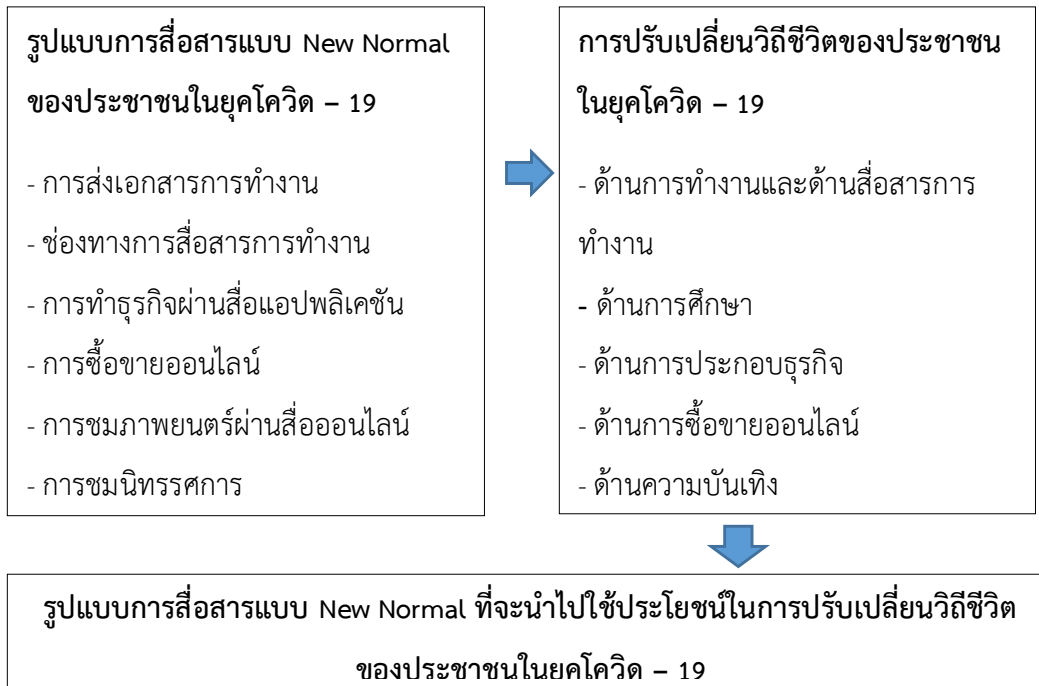 รูปแบบการสื่อสารแบบ New Normal
ของประชาชนในยุคโควิด – 19
- การส่งเอกสารการทำงาน
- ช่องทางการสื่อสารการทำงาน
- การทำธุรกิจผ่านสื่อแอปพลิเคชัน
- การซื้อขายออนไลน์
- การชมภาพยนตร์ผ่านสื่อออนไลน์
- การชมนิทรรศการ
การปรับเปลี่ยนวิถีชีวิตของประชาชน
ในยุคโควิด – 19
- ด้านการทำงานและด้านสื่อสารการ
ทำงาน
- ด้านการศึกษา
- ด้านการประกอบธุรกิจ
- ด้านการซื้อขายออนไลน์
- ด้านความบันเทิง
รูปแบบการสื่อสารแบบ New Normal ที่จะนำไปใช้ประโยชน์ในการปรับเปลี่ยนวิถีชีวิต
ของประชาชนในยุคโควิด – 19